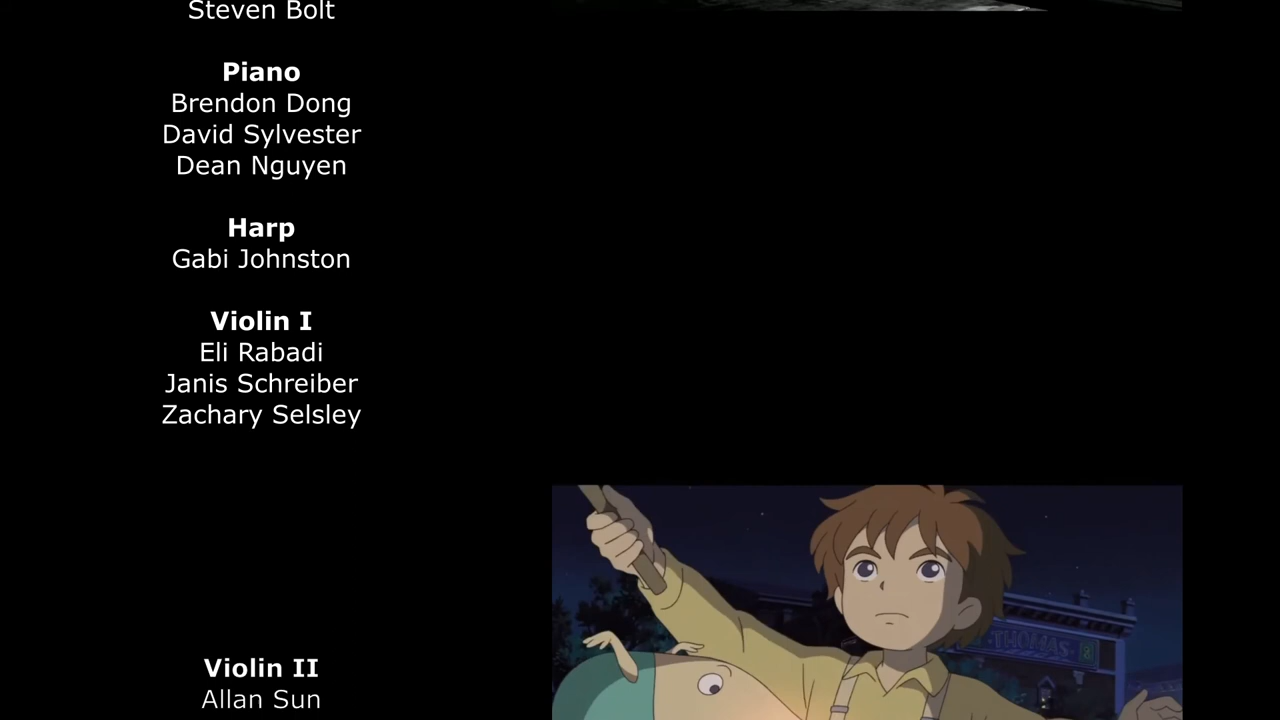 Steven Bolt
Piano
Brendon Dong
David Sylvester
Dean Nguyen
Harp
Gabi Johnston
Violin I
Eli Rabadi
Janis Schreiber
Zachary Selsley
THOMAS
Violin II
Allan Sun